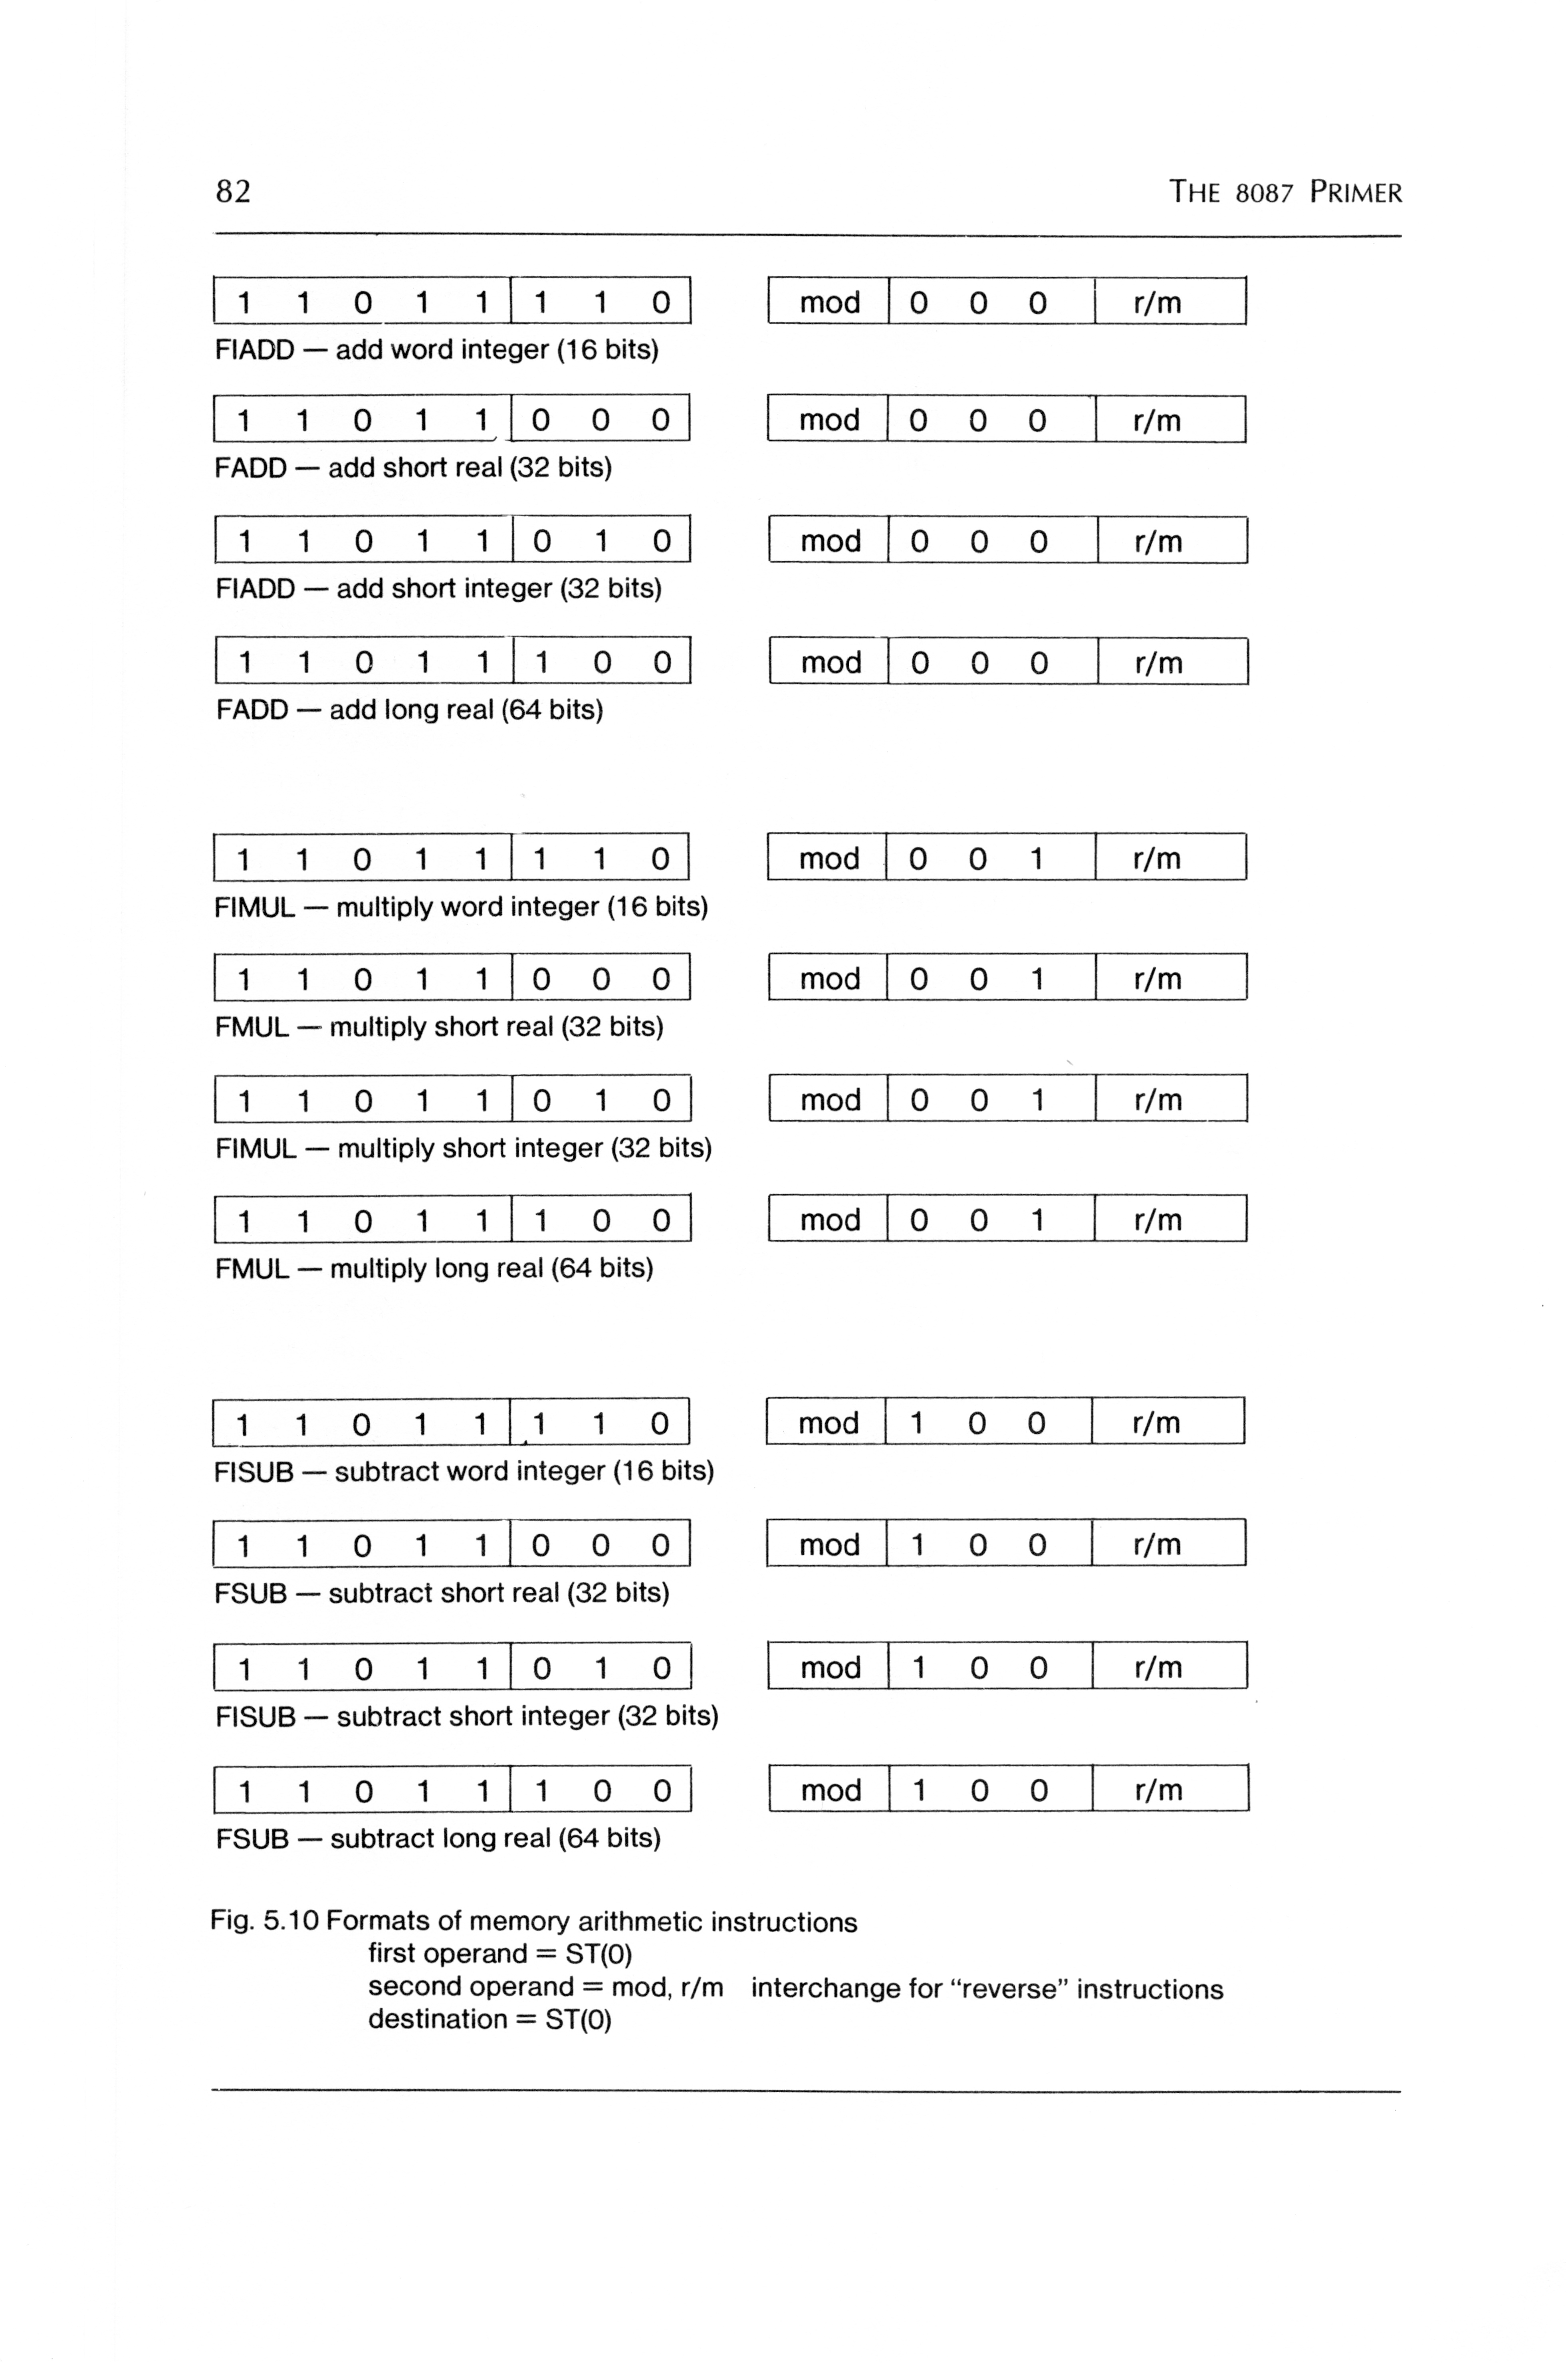 82 THE 8087 PRIMER
1 1 0 1 1 1 1 0 mod 0 0 0 r/m
FIADD — add word integer (16 bits)
1 1 0 1 1 0 0 0 mod 0 0 0 r/m
FADD — add short real (32 bits)
1 1 0 1 1 0 1 0 mod 0 0 0 r/m
FIADD — add short integer (32 bits)
1 1 0 1 1 1 0 0 mod 0 0 0 r/m
FADD — add long real (64 bits)
1 1 0 1 1 1 1 0 mod 0 0 1 r/m
FIMUL — multiply word integer (16 bits)
1 1 0 1 1 0 0 0 mod 0 0 1 r/m
FMUL — multiply short real (32 bits)
1 1 0 1 1 0 1 0 mod 0 0 1 r/m
FIMUL — multiply short integer (32 bits)
1 1 0 1 1 1 0 0 mod 0 0 1 r/m
FMUL — multiply long real (64 bits)
1 1 0 1 1 1 1 0 mod 1 0 0 r/m
FISUB — subtract word integer (16 bits)
1 1 0 1 1 0 0 0 mod 1 0 0 r/m
FSUB — subtract short real (32 bits)
1 1 0 1 1 0 1 0 mod 1 0 0 r/m
FISUB — subtract short integer (32 bits)
1 1 0 1 1 1 0 0 mod 1 0 0 r/m
FSUB — subtract long real (64 bits)
Fig. 5.10 Formats of memory arithmetic instructions
first operand = ST(0)
second operand = mod, r/m interchange for “reverse” instructions
destination = ST(0)